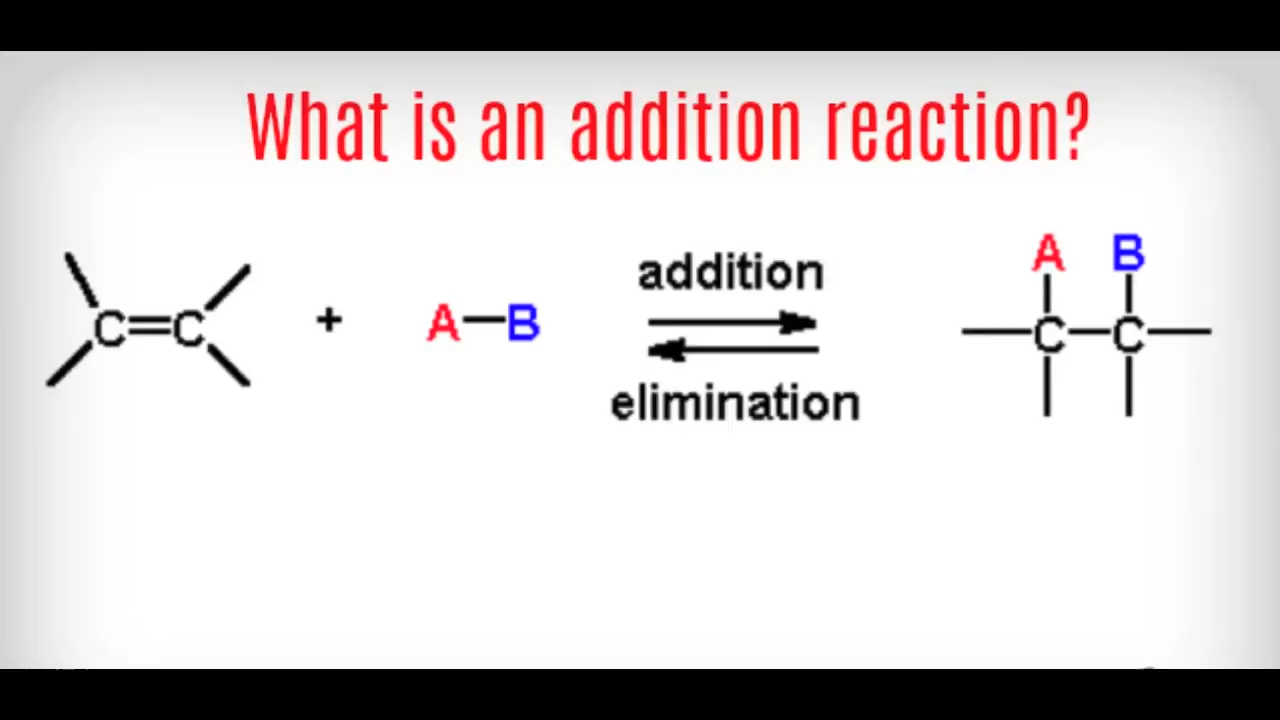 What is an addition reaction?
C=C + A—B
addition
elimination
A B
C—C